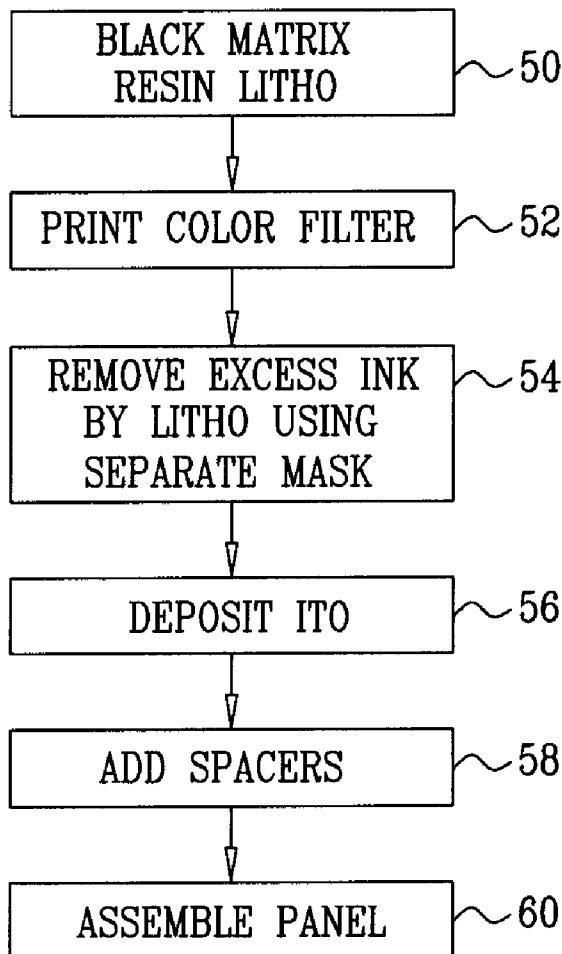 BLACK MATRIX
RESIN LITHO
50
PRINT COLOR FILTER
52
REMOVE EXCESS INK
BY LITHO USING
SEPARATE MASK
54
DEPOSIT ITO
56
ADD SPACERS
58
ASSEMBLE PANEL
60